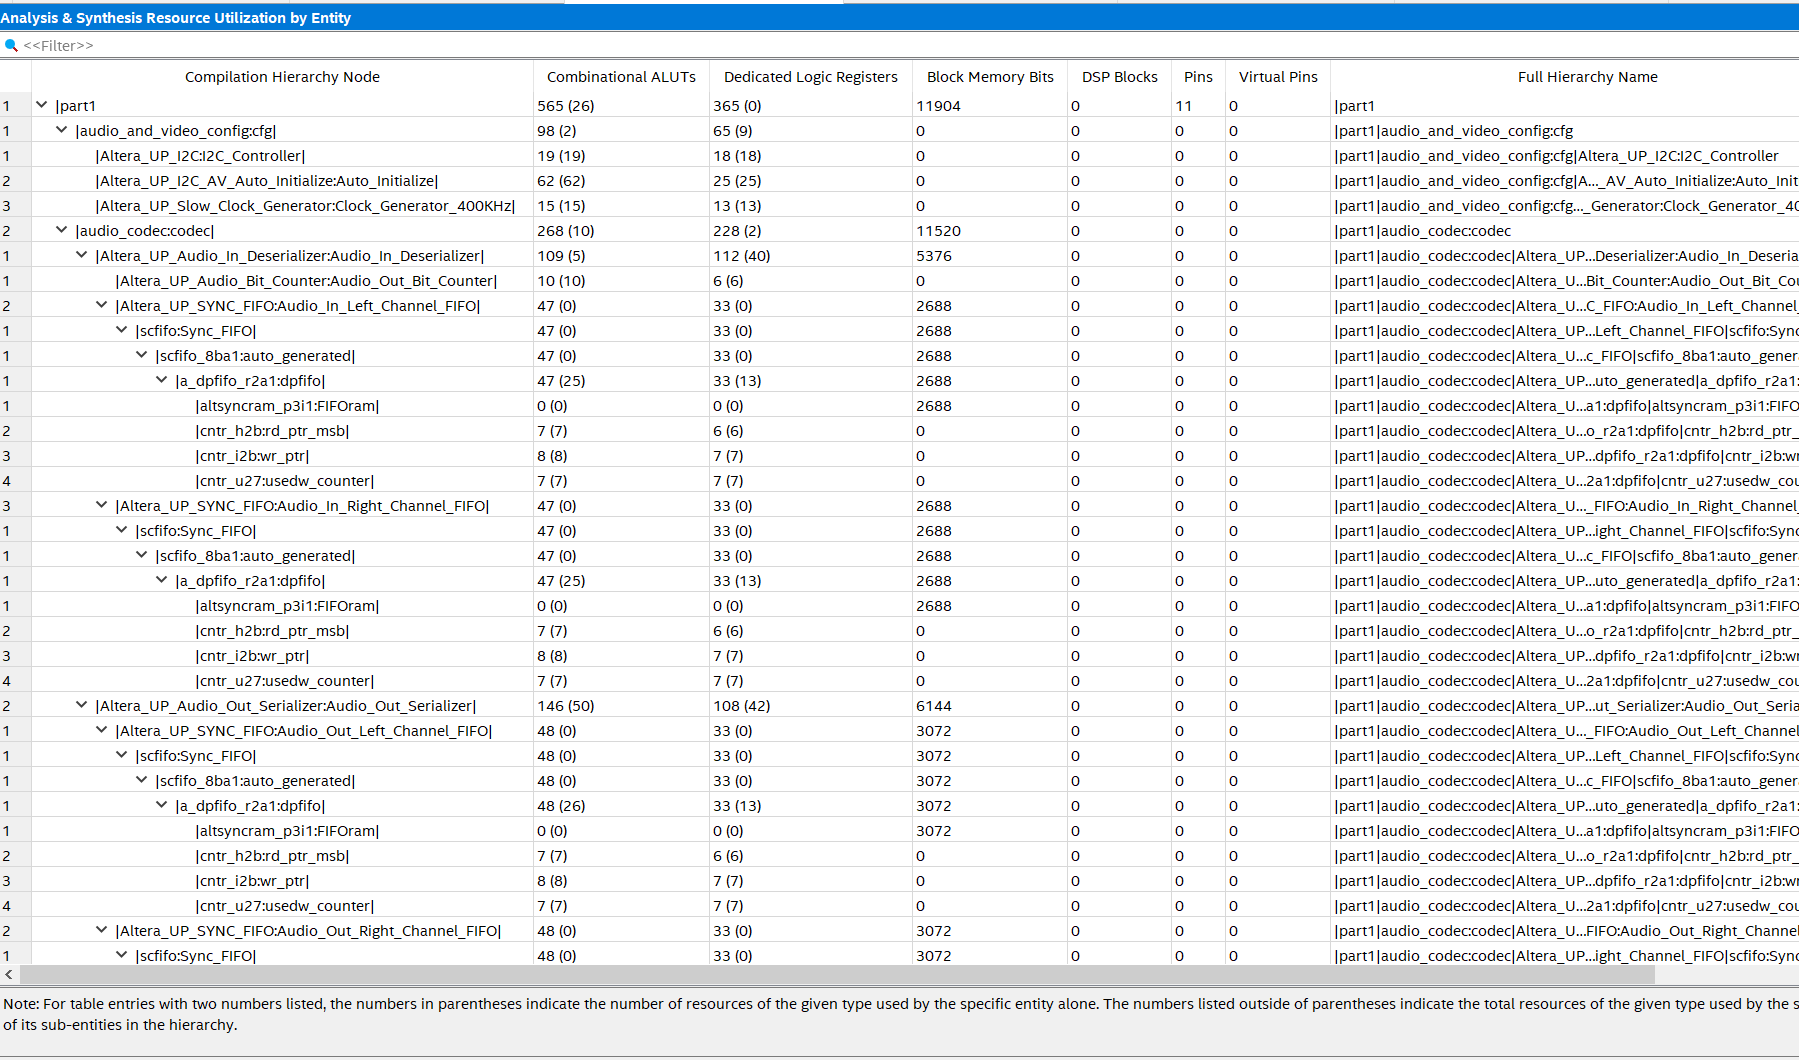 Analysis & Synthesis Resource Utilization by Entity
<<Filter>>
Compilation Hierarchy Node Combinational ALUTs Dedicated Logic Registers Block Memory Bits DSP Blocks Pins Virtual Pins Full Hierarchy Name
1 |part1 565 (26) 365 (0) 11904 0 11 0 |part1
1 |audio_and_video_config:cfg| 98 (2) 65 (9) 0 0 0 0 |part1|audio_and_video_config:cfg
1 |Altera_UP_I2C:I2C_Controller| 19 (19) 18 (18) 0 0 0 0 |part1|audio_and_video_config:cfg|Altera_UP_I2C:I2C_Controller
2 |Altera_UP_I2C_AV_Auto_Initialize:Auto_Initialize| 62 (62) 25 (25) 0 0 0 0 |part1|audio_and_video_config:cfg|A..._AV_Auto_Initialize:Auto_Init
3 |Altera_UP_Slow_Clock_Generator:Clock_Generator_400KHz| 15 (15) 13 (13) 0 0 0 0 |part1|audio_and_video_config:cfg..._Generator:Clock_Generator_40
2 |audio_codec:codec| 268 (10) 228 (2) 11520 0 0 0 |part1|audio_codec:codec
1 |Altera_UP_Audio_In_Deserializer:Audio_In_Deserializer| 109 (5) 112 (40) 5376 0 0 0 |part1|audio_codec:codec|Altera_UP...Deserializer:Audio_In_Deseria
1 |Altera_UP_Audio_Bit_Counter:Audio_Out_Bit_Counter| 10 (10) 6 (6) 0 0 0 0 |part1|audio_codec:codec|Altera_U...Bit_Counter:Audio_Out_Bit_Cou
2 |Altera_UP_SYNC_FIFO:Audio_In_Left_Channel_FIFO| 47 (0) 33 (0) 2688 0 0 0 |part1|audio_codec:codec|Altera_U...C_FIFO:Audio_In_Left_Channel_
1 |scfifo:Sync_FIFO| 47 (0) 33 (0) 2688 0 0 0 |part1|audio_codec:codec|Altera_UP...Left_Channel_FIFO|scfifo:Sync
1 |scfifo_8ba1:auto_generated| 47 (0) 33 (0) 2688 0 0 0 |part1|audio_codec:codec|Altera_U...c_FIFO|scfifo_8ba1:auto_gener
1 |a_dpfifo_r2a1:dpfifo| 47 (25) 33 (13) 2688 0 0 0 |part1|audio_codec:codec|Altera_UP...uto_generated|a_dpfifo_r2a1:
1 |altsyncram_p3i1:FIFOram| 0 (0) 0 (0) 2688 0 0 0 |part1|audio_codec:codec|Altera_U...a1:dpfifo|altsyncram_p3i1:FIFO
2 |cntr_h2b:rd_ptr_msb| 7 (7) 6 (6) 0 0 0 0 |part1|audio_codec:codec|Altera_U...o_r2a1:dpfifo|cntr_h2b:rd_ptr_
3 |cntr_i2b:wr_ptr| 8 (8) 7 (7) 0 0 0 0 |part1|audio_codec:codec|Altera_UP...dpfifo_r2a1:dpfifo|cntr_i2b:wr
4 |cntr_u27:usedw_counter| 7 (7) 7 (7) 0 0 0 0 |part1|audio_codec:codec|Altera_U...2a1:dpfifo|cntr_u27:usedw_cou
3 |Altera_UP_SYNC_FIFO:Audio_In_Right_Channel_FIFO| 47 (0) 33 (0) 2688 0 0 0 |part1|audio_codec:codec|Altera_U..._FIFO:Audio_In_Right_Channel_
1 |scfifo:Sync_FIFO| 47 (0) 33 (0) 2688 0 0 0 |part1|audio_codec:codec|Altera_UP...ight_Channel_FIFO|scfifo:Sync
1 |scfifo_8ba1:auto_generated| 47 (0) 33 (0) 2688 0 0 0 |part1|audio_codec:codec|Altera_U...c_FIFO|scfifo_8ba1:auto_gener
1 |a_dpfifo_r2a1:dpfifo| 47 (25) 33 (13) 2688 0 0 0 |part1|audio_codec:codec|Altera_UP...uto_generated|a_dpfifo_r2a1:
1 |altsyncram_p3i1:FIFOram| 0 (0) 0 (0) 2688 0 0 0 |part1|audio_codec:codec|Altera_U...a1:dpfifo|altsyncram_p3i1:FIFO
2 |cntr_h2b:rd_ptr_msb| 7 (7) 6 (6) 0 0 0 0 |part1|audio_codec:codec|Altera_U...o_r2a1:dpfifo|cntr_h2b:rd_ptr_
3 |cntr_i2b:wr_ptr| 8 (8) 7 (7) 0 0 0 0 |part1|audio_codec:codec|Altera_UP...dpfifo_r2a1:dpfifo|cntr_i2b:wr
4 |cntr_u27:usedw_counter| 7 (7) 7 (7) 0 0 0 0 |part1|audio_codec:codec|Altera_U...2a1:dpfifo|cntr_u27:usedw_cou
2 |Altera_UP_Audio_Out_Serializer:Audio_Out_Serializer| 146 (50) 108 (42) 6144 0 0 0 |part1|audio_codec:codec|Altera_UP...ut_Serializer:Audio_Out_Seria
1 |Altera_UP_SYNC_FIFO:Audio_Out_Left_Channel_FIFO| 48 (0) 33 (0) 3072 0 0 0 |part1|audio_codec:codec|Altera_U..._FIFO:Audio_Out_Left_Channel
1 |scfifo:Sync_FIFO| 48 (0) 33 (0) 3072 0 0 0 |part1|audio_codec:codec|Altera_UP...Left_Channel_FIFO|scfifo:Sync
1 |scfifo_8ba1:auto_generated| 48 (0) 33 (0) 3072 0 0 0 |part1|audio_codec:codec|Altera_U...c_FIFO|scfifo_8ba1:auto_gener
1 |a_dpfifo_r2a1:dpfifo| 48 (26) 33 (13) 3072 0 0 0 |part1|audio_codec:codec|Altera_UP...uto_generated|a_dpfifo_r2a1:
1 |altsyncram_p3i1:FIFOram| 0 (0) 0 (0) 3072 0 0 0 |part1|audio_codec:codec|Altera_U...a1:dpfifo|altsyncram_p3i1:FIFO
2 |cntr_h2b:rd_ptr_msb| 7 (7) 6 (6) 0 0 0 0 |part1|audio_codec:codec|Altera_U...o_r2a1:dpfifo|cntr_h2b:rd_ptr_
3 |cntr_i2b:wr_ptr| 8 (8) 7 (7) 0 0 0 0 |part1|audio_codec:codec|Altera_UP...dpfifo_r2a1:dpfifo|cntr_i2b:wr
4 |cntr_u27:usedw_counter| 7 (7) 7 (7) 0 0 0 0 |part1|audio_codec:codec|Altera_U...2a1:dpfifo|cntr_u27:usedw_cou
2 |Altera_UP_SYNC_FIFO:Audio_Out_Right_Channel_FIFO| 48 (0) 33 (0) 3072 0 0 0 |part1|audio_codec:codec|Altera_U...FIFO:Audio_Out_Right_Channel
1 |scfifo:Sync_FIFO| 48 (0) 33 (0) 3072 0 0 0 |part1|audio_codec:codec|Altera_UP...ight_Channel_FIFO|scfifo:Sync
Note: For table entries with two numbers listed, the numbers in parentheses indicate the number of resources of the given type used by the specific entity alone. The numbers listed outside of parentheses indicate the total resources of the given type used by the s
of its sub-entities in the hierarchy.